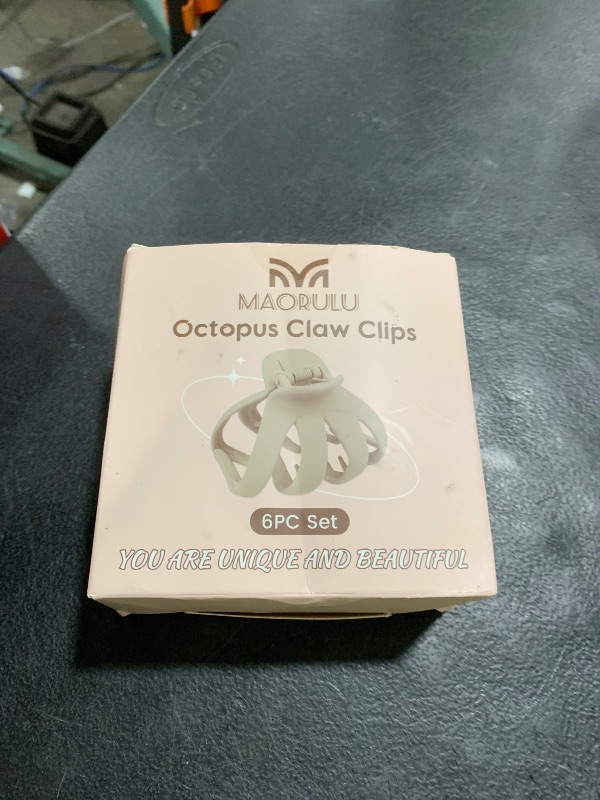 MAORULU
Octopus Claw Clips
6PC Set
YOU ARE UNIQUE AND BEAUTIFUL